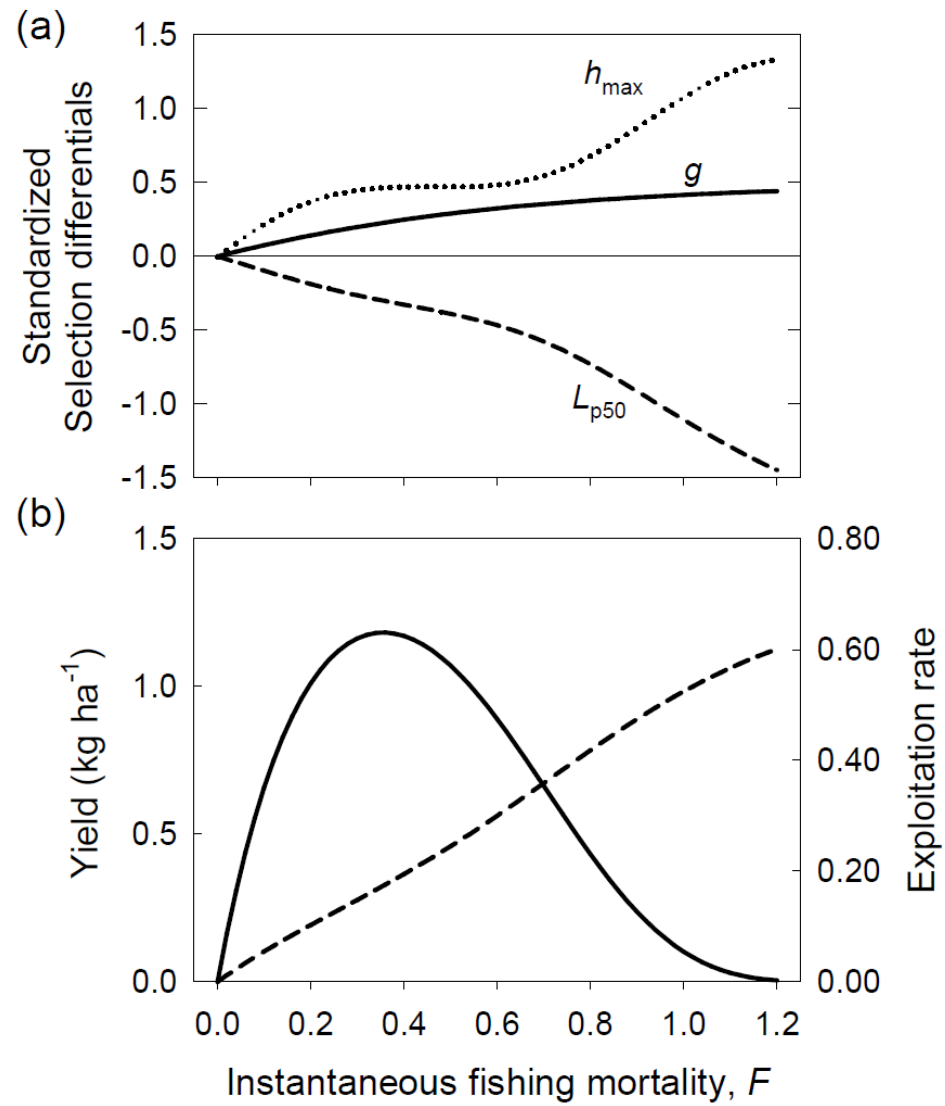 (a)
Standardized
Selection differentials
1.5
1.0
0.5
0.0
-0.5
-1.0
-1.5
hmax
g
Lp50
(b)
Yield (kg ha-1)
1.5
1.0
0.5
0.0
0.80
0.60
0.40
0.20
0.00
Exploitation rate
0.0 0.2 0.4 0.6 0.8 1.0 1.2
Instantaneous fishing mortality, F